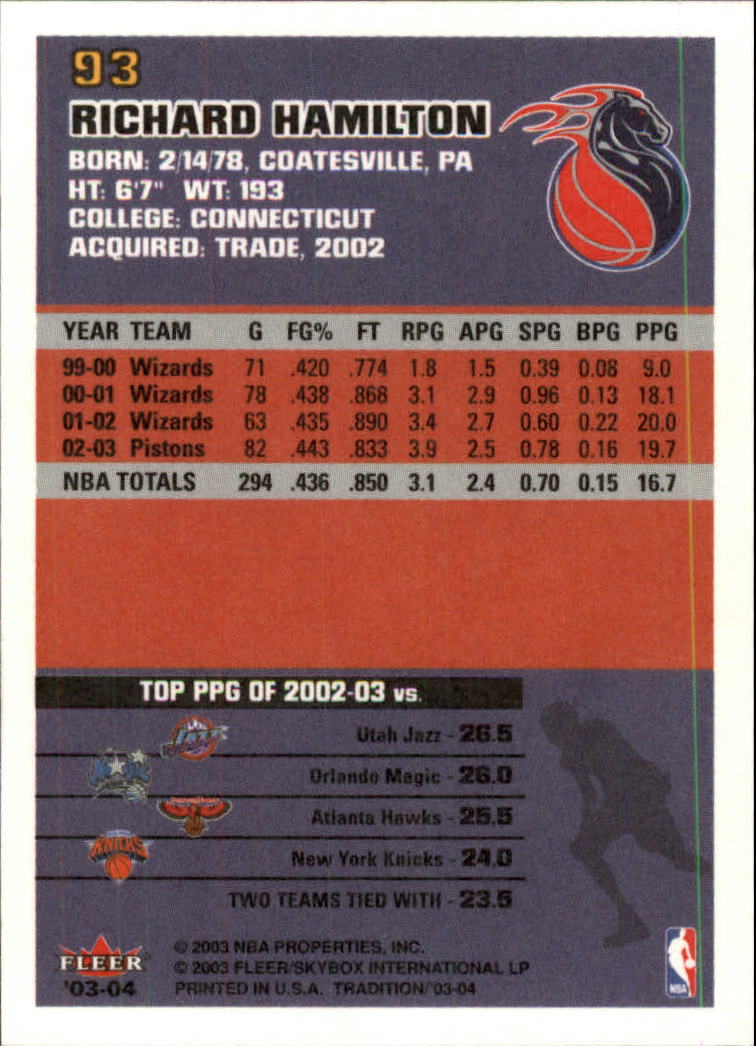 93
RICHARD HAMILTON
BORN: 2/14/78, COATESVILLE, PA
HT: 6'7" WT: 193
COLLEGE: CONNECTICUT
ACQUIRED: TRADE, 2002
YEAR TEAM G FG% FT RPG APG SPG BPG PPG
99-00 Wizards 71 .420 .774 1.8 1.5 0.39 0.08 9.0
00-01 Wizards 78 .438 .868 3.1 2.9 0.96 0.13 18.1
01-02 Wizards 63 .435 .890 3.4 2.7 0.60 0.22 20.0
02-03 Pistons 82 .443 .833 3.9 2.5 0.78 0.16 19.7
NBA TOTALS 294 .436 .850 3.1 2.4 0.70 0.15 16.7
TOP PPG OF 2002-03 vs.
JAZZ
Utah Jazz - 26.5
Orlando Magic - 26.0
Atlanta Hawks - 25.5
KNICKS
New York Knicks - 24.0
TWO TEAMS TIED WITH - 23.5
FLEER
'03-04
© 2003 NBA PROPERTIES, INC.
© 2003 FLEER/SKYBOX INTERNATIONAL LP
PRINTED IN U.S.A. TRADITION/'03-04
NBA